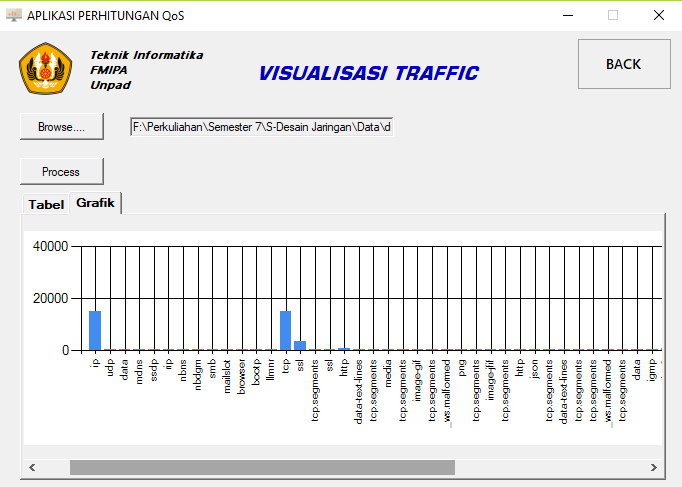 APLIKASI PERHITUNGAN QoS
Teknik Informatika
FMIPA
Unpad
VISUALISASI TRAFFIC
BACK
Browse....
F:\Perkuliahan\Semester 7\S-Desain Jaringan\Data\d
Process
Tabel
Grafik
40000
20000
0
ip
udp
data
mdns
ssdp
nbns
nbdgm
smb
mailslot
browser
bootp
llmnr
tcp
ssl
tcp.segments
ssl
http
data-text-lines
tcp.segments
media
tcp.segments
image-gif
tcp.segments
_ws.malformed
png
tcp.segments
image-jfif
tcp.segments
http
json
tcp.segments
data-text-lines
tcp.segments
tcp.segments
_ws.malformed
tcp.segments
data
igmp